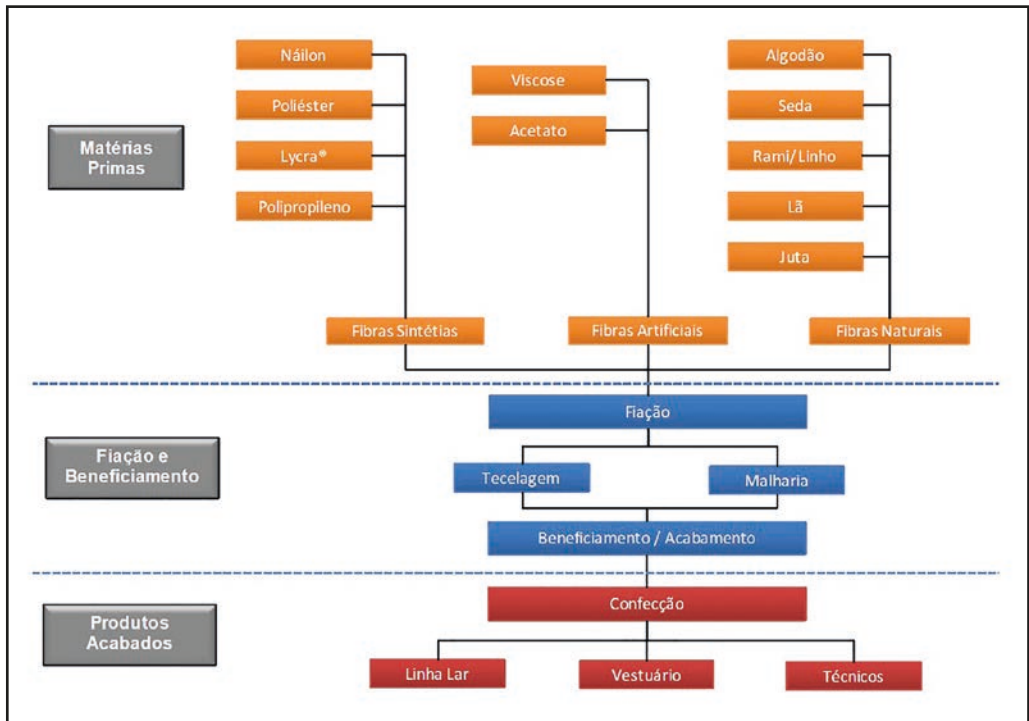 Náilon
Poliéster
Lycra®
Polipropileno
Viscose
Acetato
Algodão
Seda
Rami/Linho
Lã
Juta
Matérias
Primas
Fibras Sintétias
Fibras Artificiais
Fibras Naturais
Fiação e
Beneficiamento
Fiação
Tecelagem
Malharia
Beneficiamento / Acabamento
Produtos
Acabados
Confecção
Linha Lar
Vestuário
Técnicos